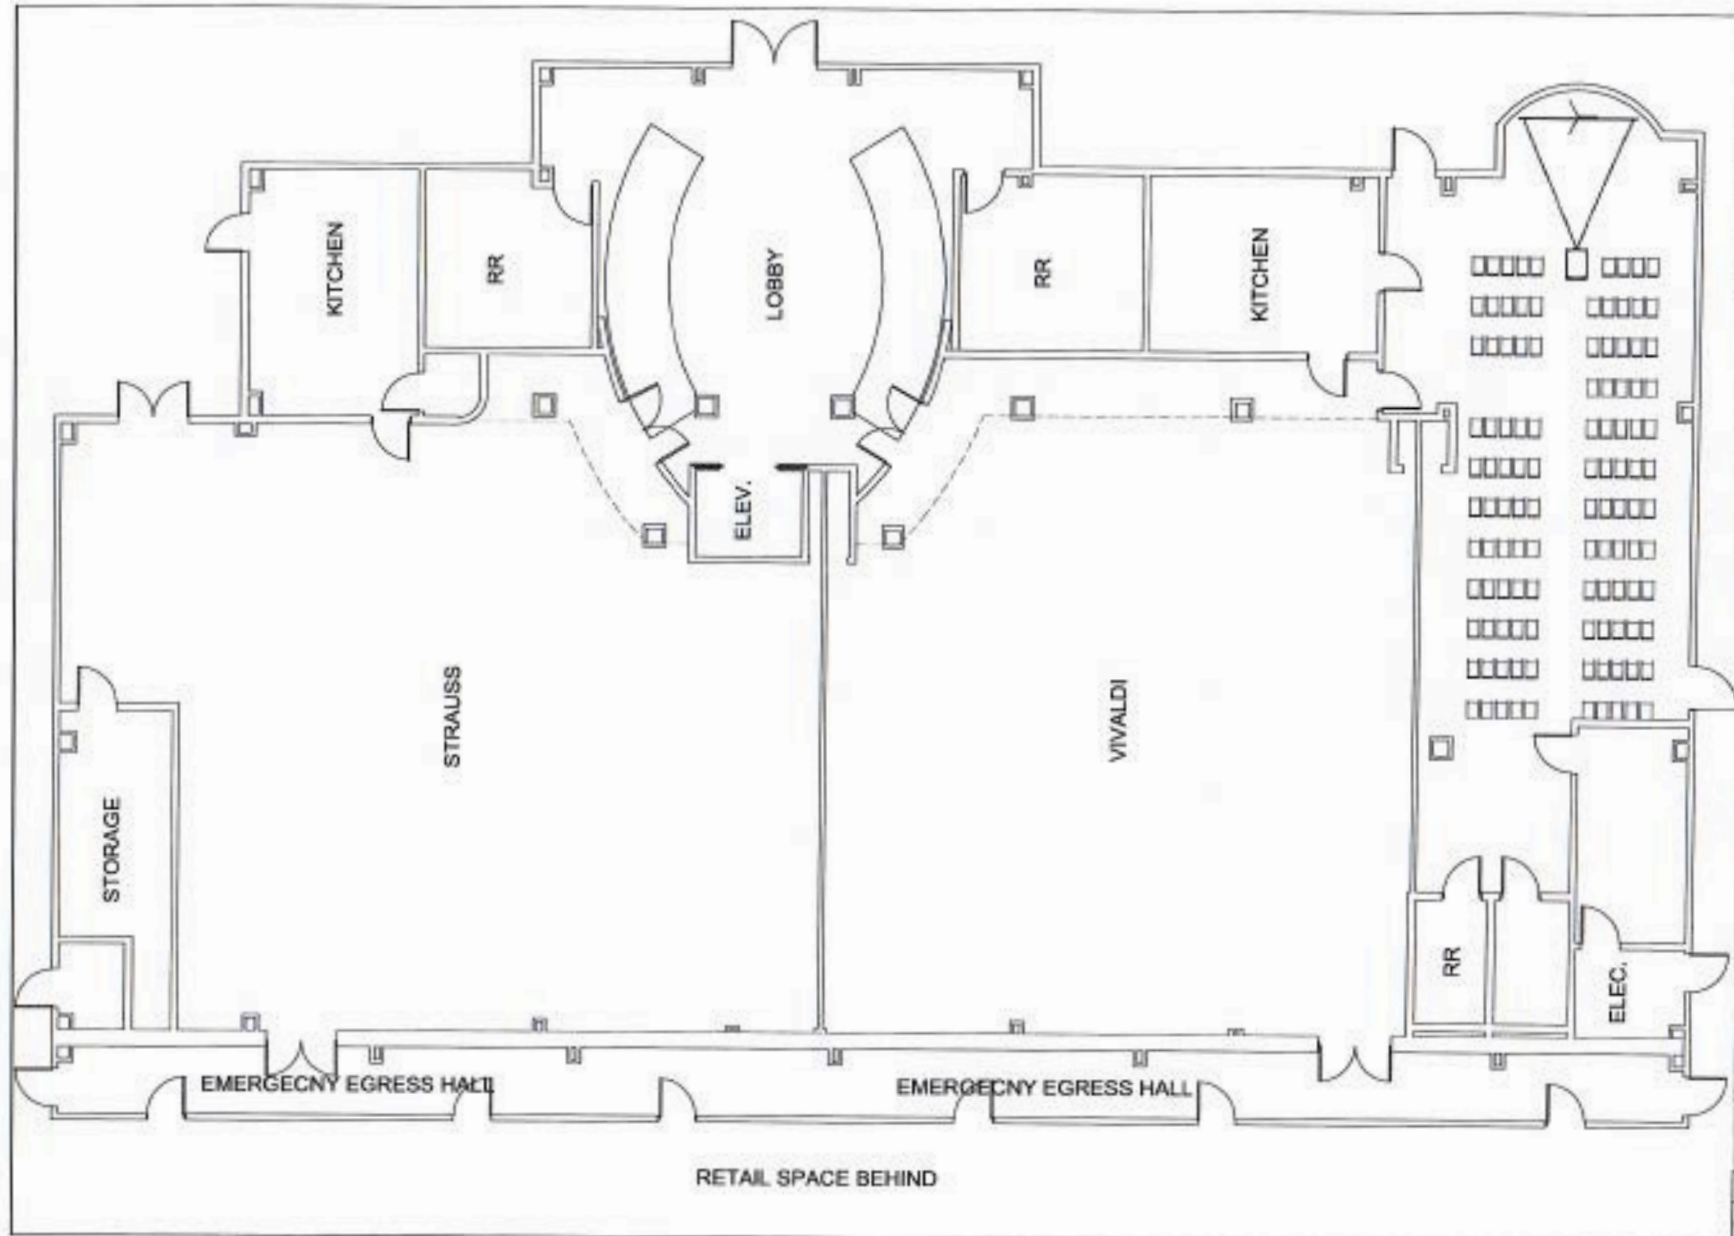 KITCHEN
RR
LOBBY
RR
KITCHEN
ELEV.
STRAUSS
VIVALDI
STORAGE
RR
ELEC.
EMERGECNY EGRESS HALL
EMERGECNY EGRESS HALL
RETAIL SPACE BEHIND